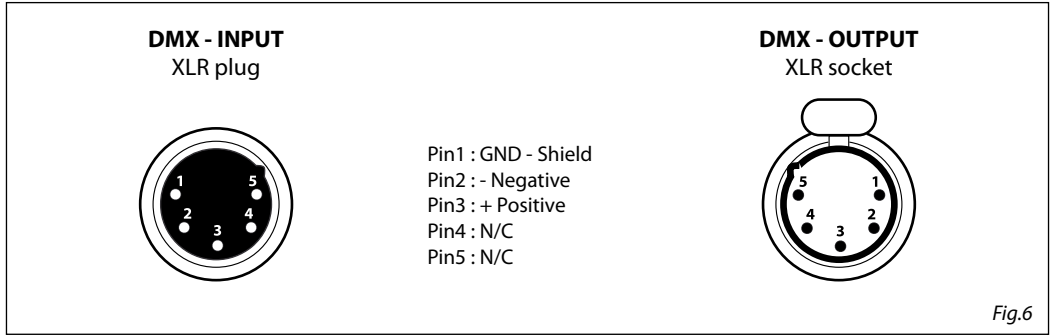 DMX - INPUT
XLR plug
1
5
2
4
3
Pin1 : GND - Shield
Pin2 : - Negative
Pin3 : + Positive
Pin4 : N/C
Pin5 : N/C
DMX - OUTPUT
XLR socket
5
1
4
2
3
Fig.6